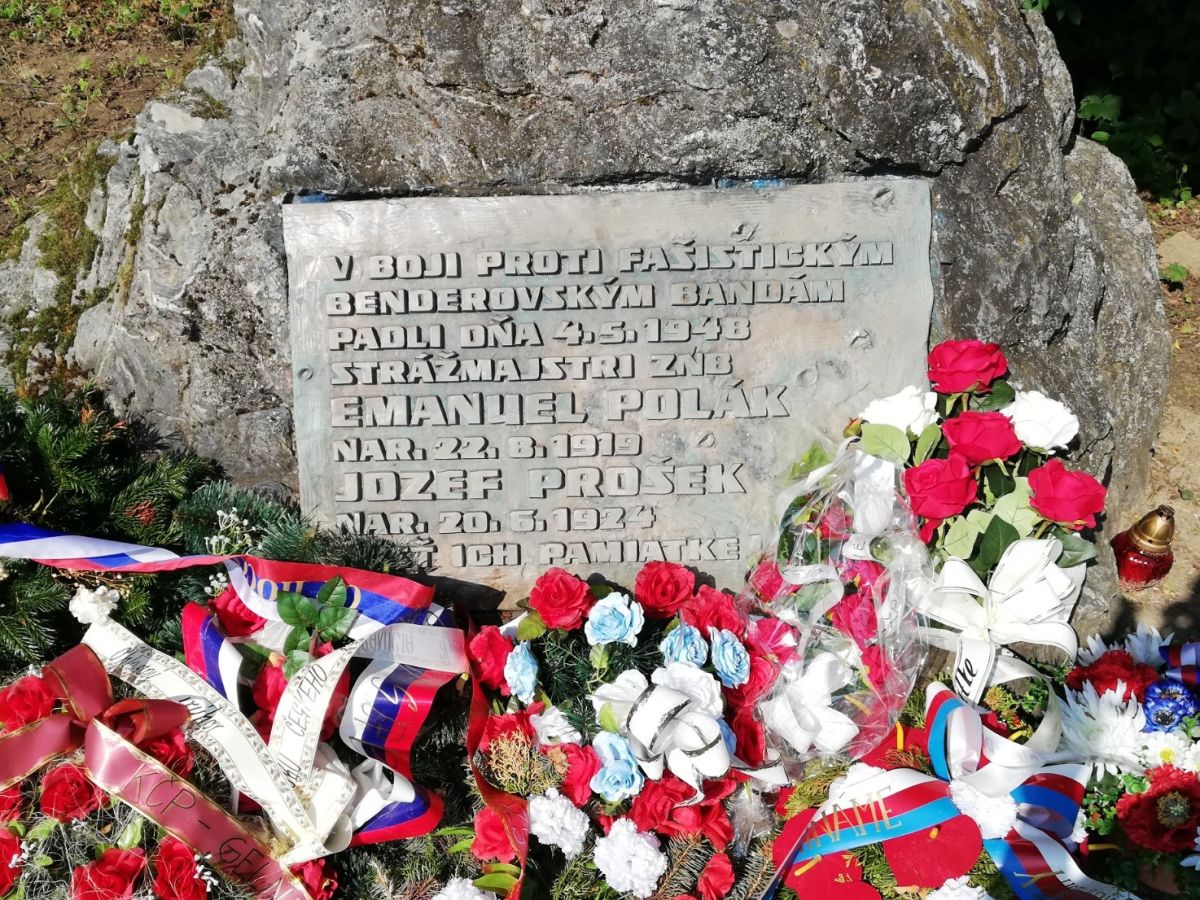 V BOJI PROTI FAŠISTICKÝM
BENDEROVSKÝM BANDÁM
PADLI DŇA 4.5.1948
STRÁŽMAJSTRI ZNB
EMANUEL POLÁK
NAR. 22. 8. 1919
JOZEF PROŠEK
NAR. 20. 6. 1924
ICH PAMIATKE!
KCP -